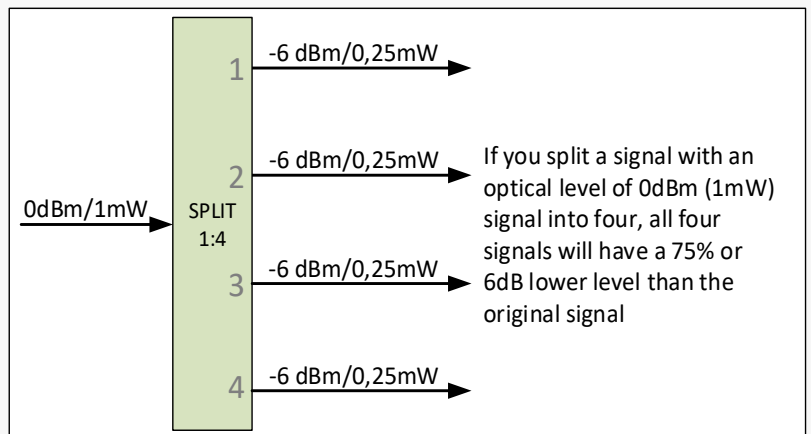 1
-6 dBm/0,25mW
2
-6 dBm/0,25mW
0dBm/1mW
SPLIT
1:4
3
-6 dBm/0,25mW
4
-6 dBm/0,25mW
If you split a signal with an
optical level of 0dBm (1mW)
signal into four, all four
signals will have a 75% or
6dB lower level than the
original signal